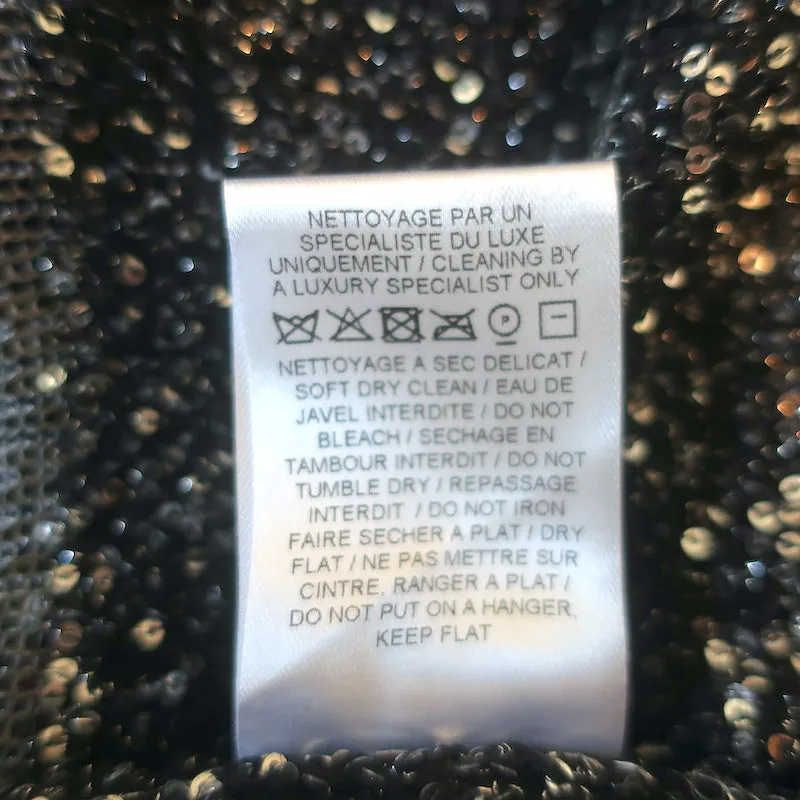 NETTOYAGE PAR UN
SPECIALISTE DU LUXE
UNIQUEMENT / CLEANING BY
A LUXURY SPECIALIST ONLY
P
NETTOYAGE A SEC DELICAT /
SOFT DRY CLEAN / EAU DE
JAVEL INTERDITE / DO NOT
BLEACH / SECHAGE EN
TAMBOUR INTERDIT / DO NOT
TUMBLE DRY / REPASSAGE
INTERDIT / DO NOT IRON
FAIRE SECHER A PLAT / DRY
FLAT / NE PAS METTRE SUR
CINTRE, RANGER A PLAT /
DO NOT PUT ON A HANGER,
KEEP FLAT